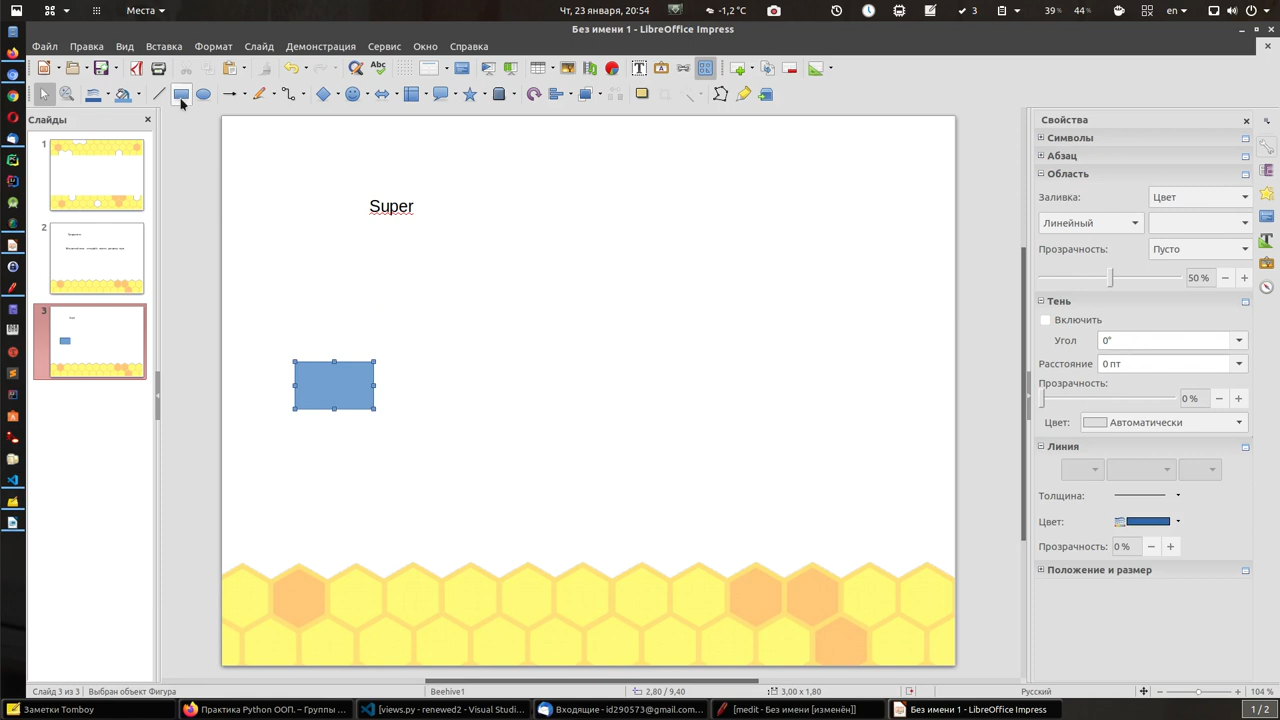 Места
Чт, 23 января  20:54
-1,2 °C
3
39%
44%
en
Без имени 1 - LibreOffice Impress
Файл Правка Вид Вставка Формат Слайд Демонстрация Сервис Окно Справка
Abc
Слайды
1
2
3
Super
Свойства
Символы
Абзац
Область
Заливка: Цвет
Линейный
Прозрачность: Пусто
50 %
Тень
Включить
Угол 0°
Расстояние 0 пт
Прозрачность:
0 %
Цвет: Автоматически
Линия
Толщина:
Цвет:
Прозрачность: 0 %
Положение и размер
Слайд 3 из 3 Выбран объект Фигура Beehive1 2,80 / 9,40 3,00 x 1,80 Русский 104 %
Заметки Tomboy Практика Python ООП. – Группы ... [views.py - renewed2 - Visual Studi... Входящие - id290573@gmail.com... [medit - Без имени [изменён]] Без имени 1 - LibreOffice Impress 1 / 2